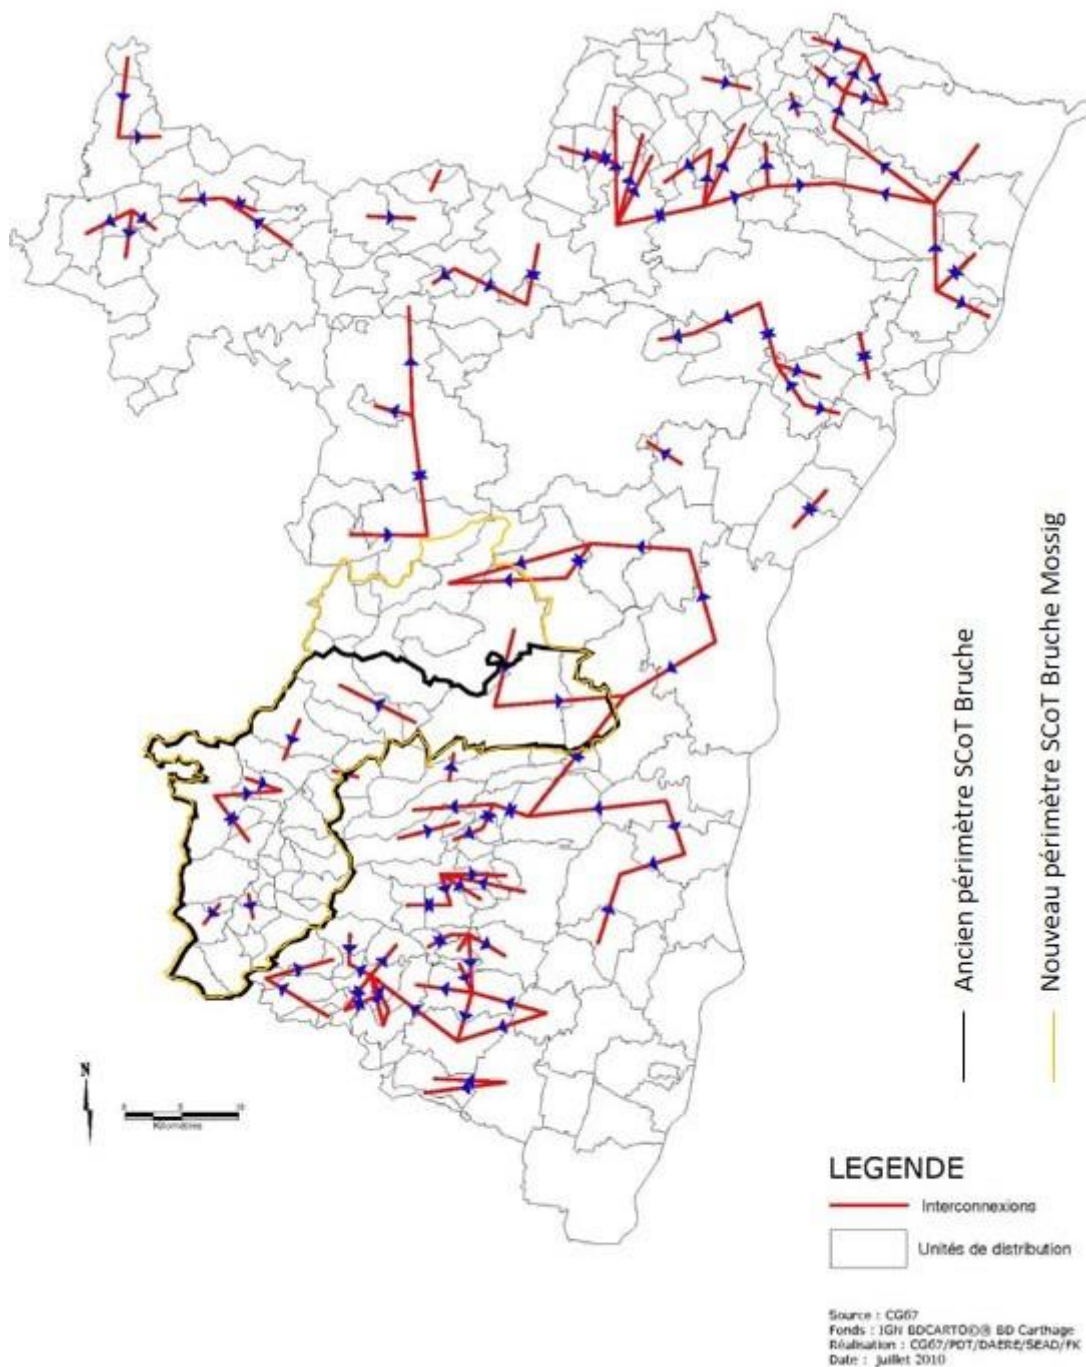 Ancien périmètre SCoT Bruche
Nouveau périmètre SCoT Bruche Mossig
N
Kilomètres
LEGENDE
Interconnexions
Unités de distribution
Source : CG67
Fonds : IGN BDCARTO©® BD Carthage
Réalisation : CG67/PDT/DAERE/SEAD/FK
Date : Juillet 2010